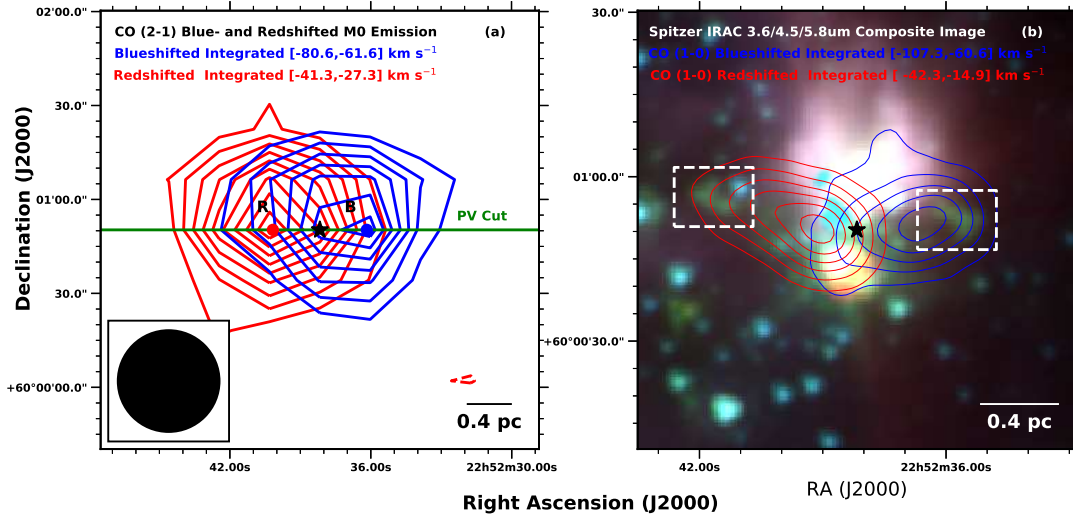 CO (2-1) Blue- and Redshifted M0 Emission (a)
Blueshifted Integrated [-80.6,-61.6] km s⁻¹
Redshifted Integrated [-41.3,-27.3] km s⁻¹
R
B
PV Cut
0.4 pc
02'00.0"
30.0"
01'00.0"
30.0"
+60°00'00.0"
Declination (J2000)
42.00s
36.00s
22h52m30.00s
Spitzer IRAC 3.6/4.5/5.8um Composite Image (b)
CO (1-0) Blueshifted Integrated [-107.3,-60.6] km s⁻¹
CO (1-0) Redshifted Integrated [ -42.3,-14.9] km s⁻¹
0.4 pc
30.0"
01'00.0"
+60°00'30.0"
42.00s
22h52m36.00s
RA (J2000)
Right Ascension (J2000)